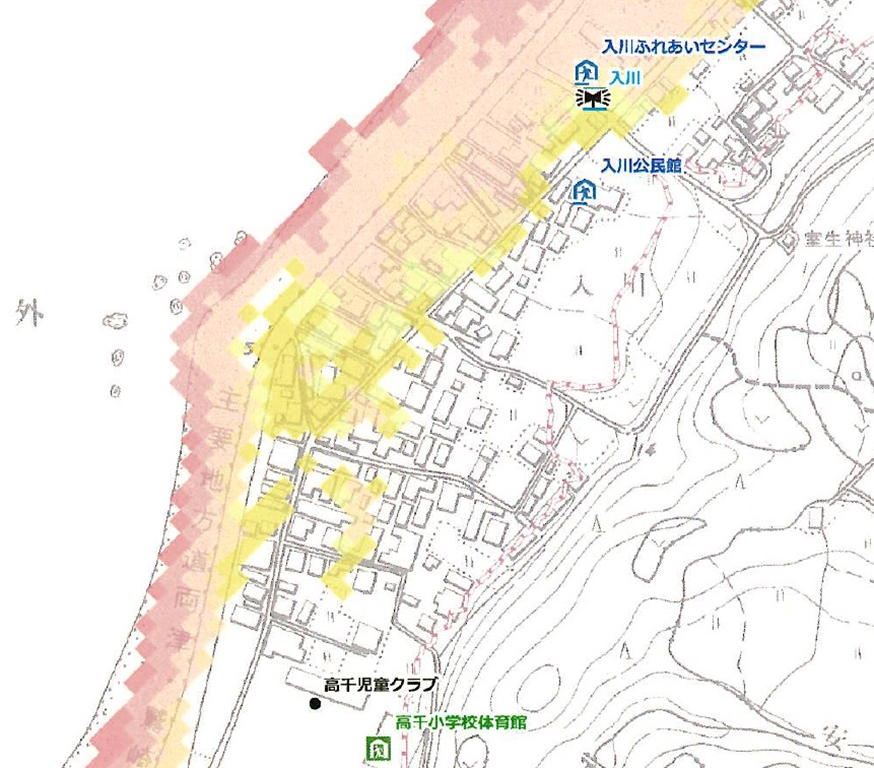 入川ふれあいセンター
入川
入川公民館
室生神社
入川
外
主要地方道両津
14
高千児童クラブ
高千小学校体育館
安